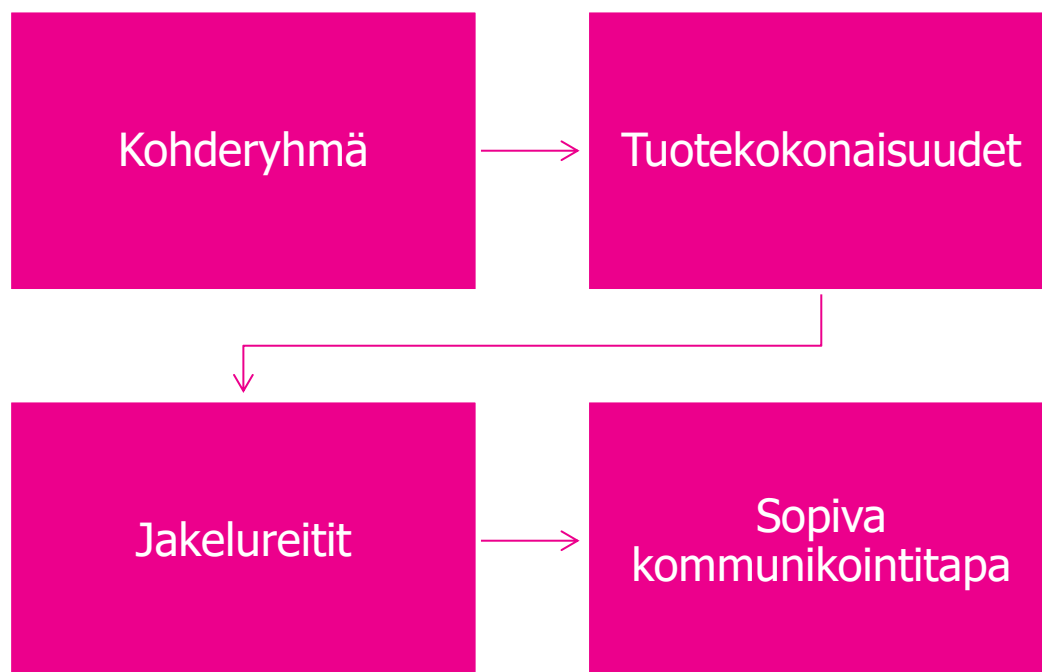 Kohderyhmä
Tuotekokonaisuudet
Jakelureitit
Sopiva
kommunikointitapa